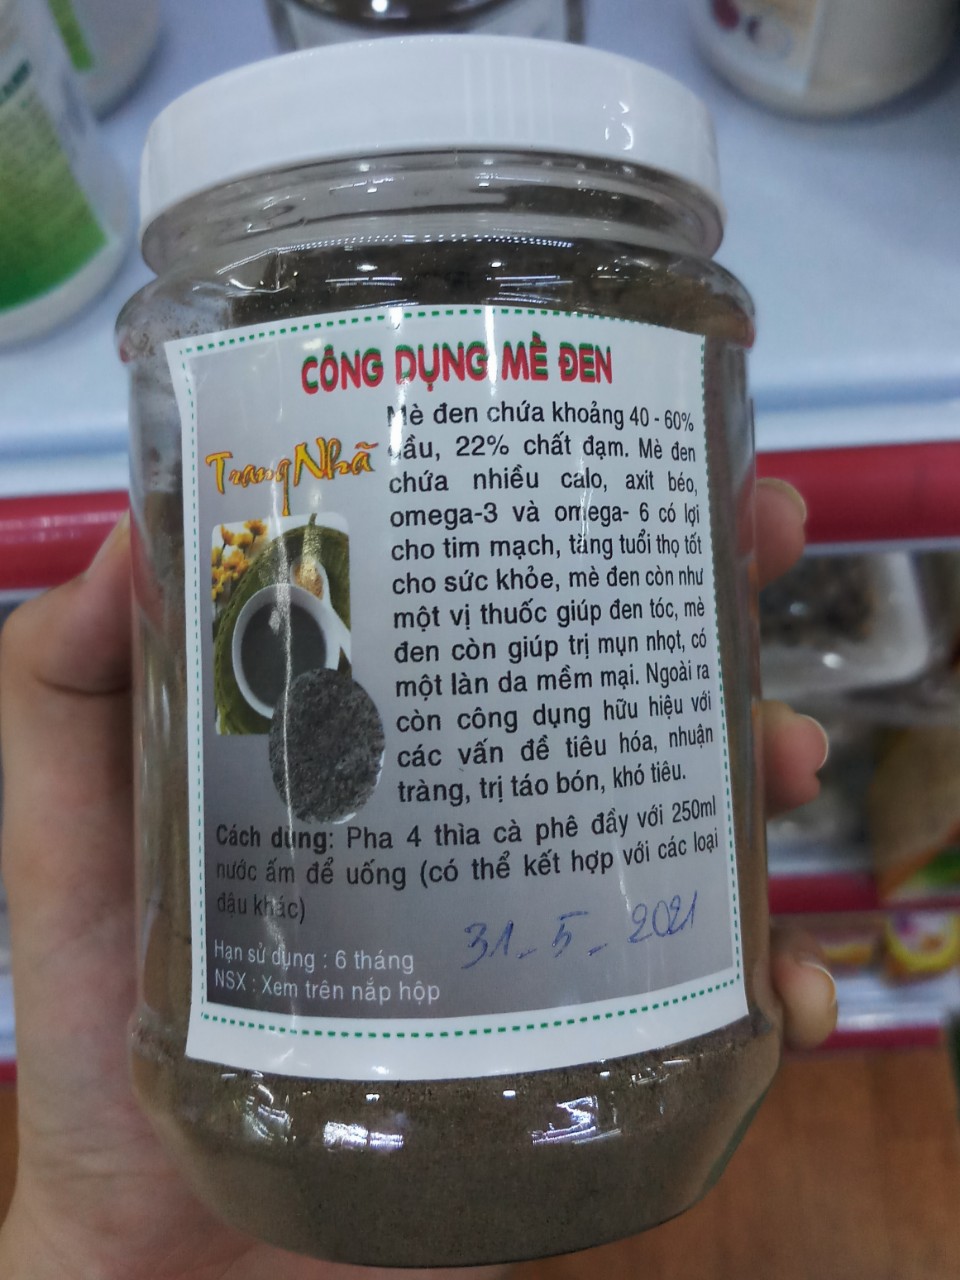 CÔNG DỤNG MÈ ĐEN
Trang Nhã
Mè đen chứa khoảng 40 - 60%
dầu, 22% chất đạm. Mè đen
chứa nhiều calo, axit béo,
omega-3 và omega- 6 có lợi
cho tim mạch, tăng tuổi thọ tốt
cho sức khỏe, mè đen còn như
một vị thuốc giúp đen tóc, mè
đen còn giúp trị mụn nhọt, có
một làn da mềm mại. Ngoài ra
còn công dụng hữu hiệu với
các vấn đề tiêu hóa, nhuận
tràng, trị táo bón, khó tiêu.
Cách dùng: Pha 4 thìa cà phê đầy với 250ml
nước ấm để uống (có thể kết hợp với các loại
đậu khác)
31-5-2021
Hạn sử dụng : 6 tháng
NSX : Xem trên nắp hộp